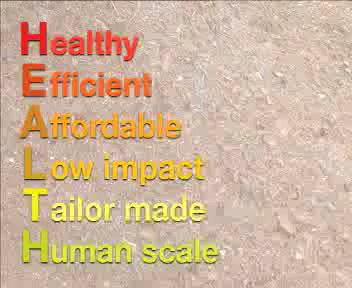 Healthy
Efficient
Affordable
Low impact
Tailor made
Human scale